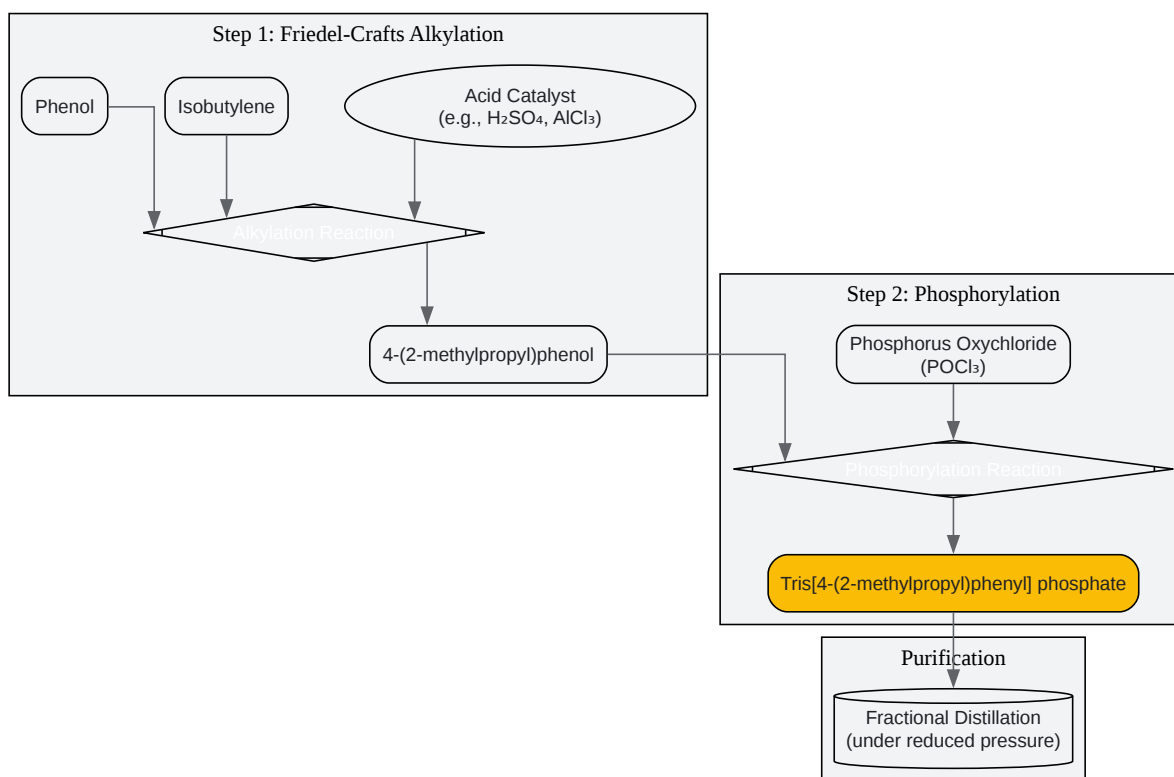 Step 1: Friedel-Crafts Alkylation
Phenol
Isobutylene
Acid Catalyst
(e.g., H₂SO₄, AlCl₃)
Alkylation Reaction
4-(2-methylpropyl)phenol
Step 2: Phosphorylation
Phosphorus Oxychloride
(POCl₃)
Phosphorylation Reaction
Tris[4-(2-methylpropyl)phenyl] phosphate
Purification
Fractional Distillation
(under reduced pressure)